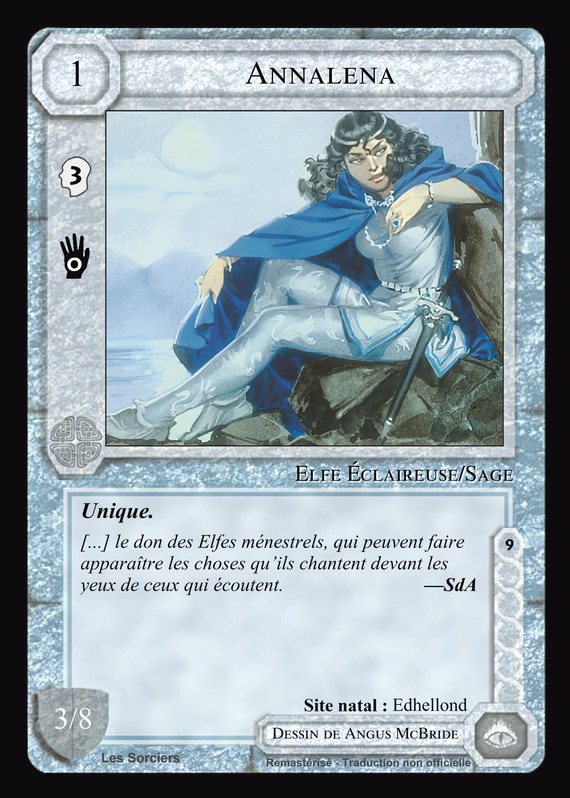 1
Annalena
3
0
Elfe Éclaireuse/Sage
Unique.
[...] le don des Elfes ménestrels, qui peuvent faire
apparaître les choses qu'ils chantent devant les
yeux de ceux qui écoutent. —SdA
9
Site natal : Edhellond
3/8
Dessin de Angus McBride
Les Sorciers
Remastérisé - Traduction non officielle